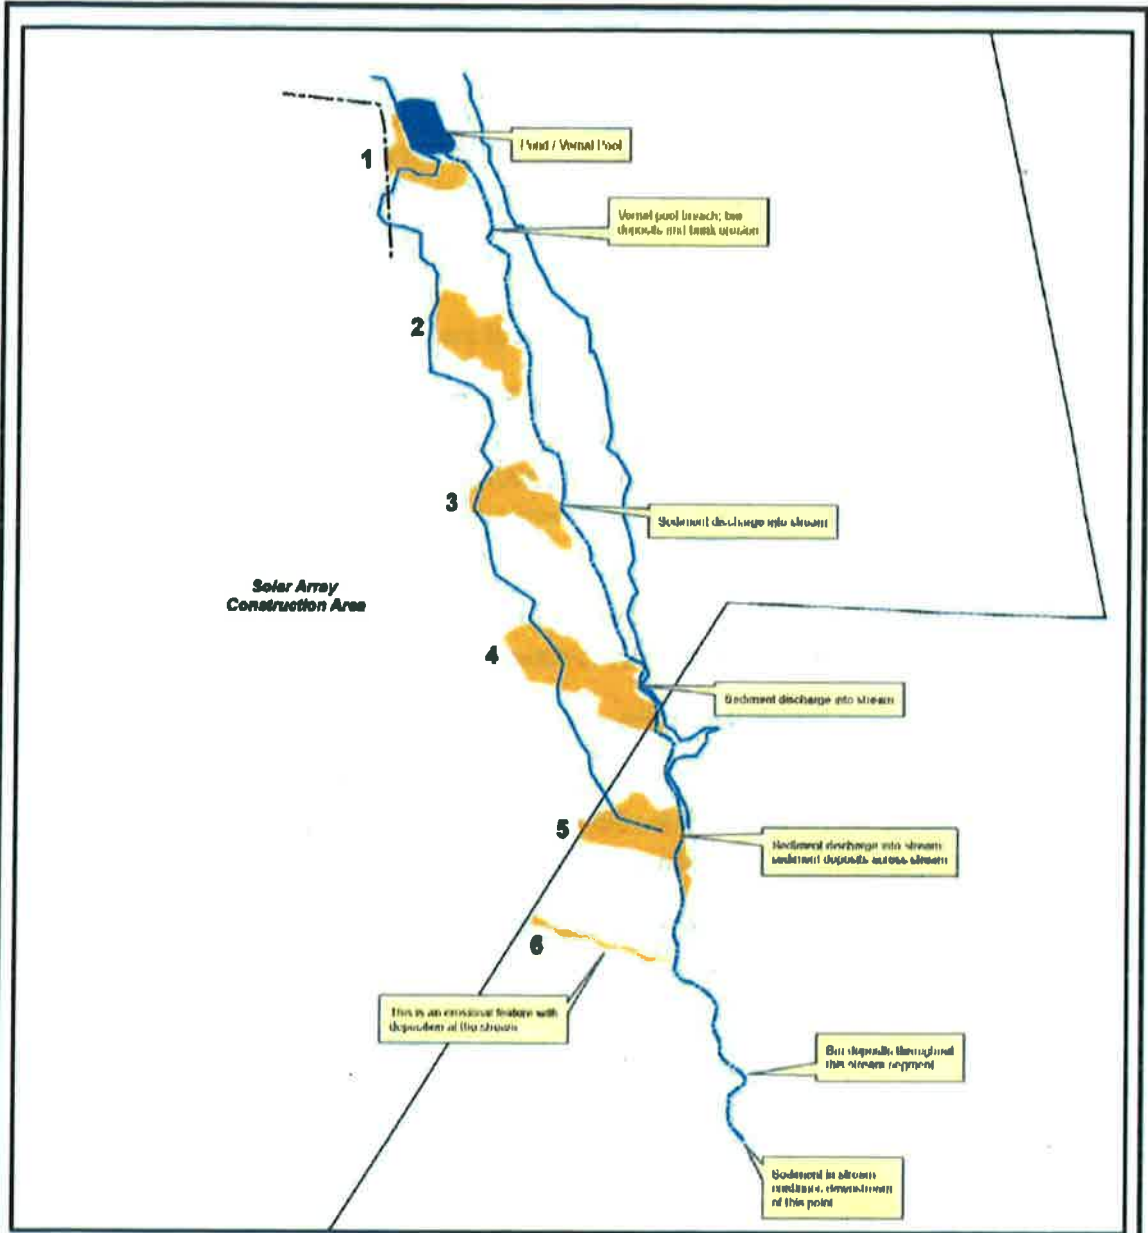 Pond / Vernal Pool
1
Vernal pool breach; bar
deposits and bank erosion
2
3
Sediment discharge into stream
Solar Array
Construction Area
4
Sediment discharge into stream
5
Sediment discharge into stream
sediment deposits across stream
6
This is an erosional feature with
deposition at the stream
Bar deposits throughout
this stream segment
Sediment in stream
continues downstream
of this point